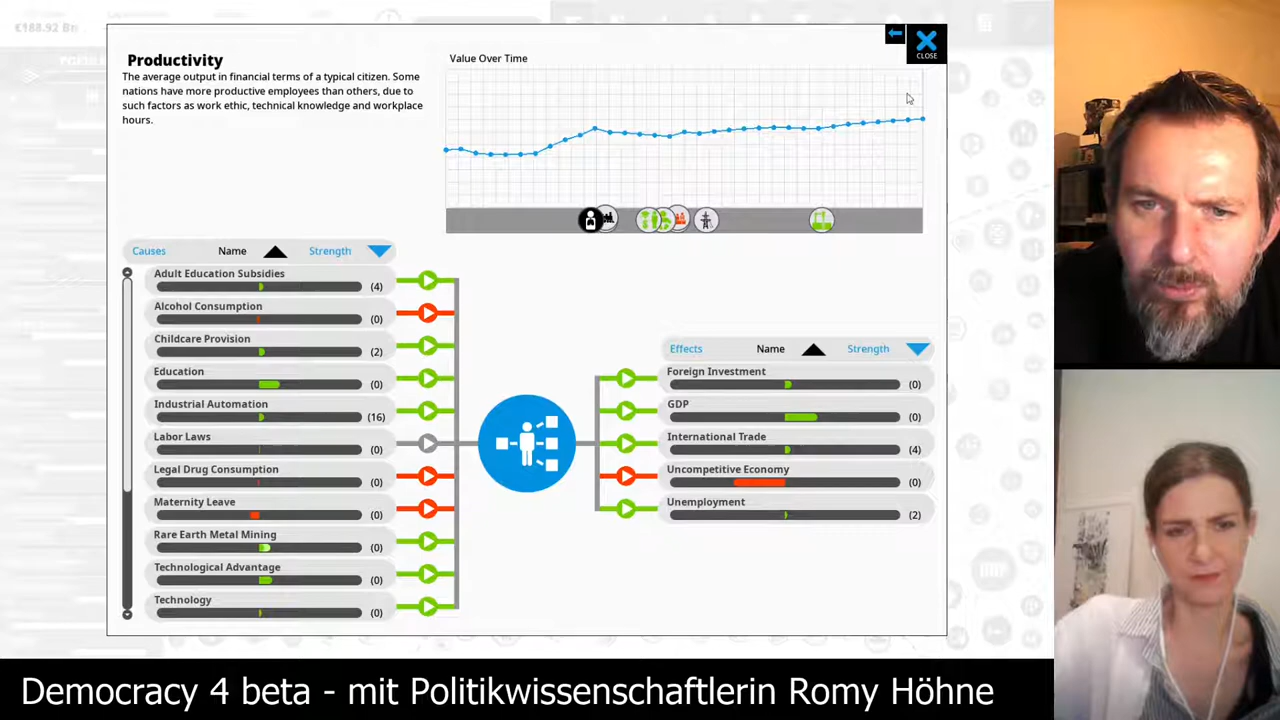 €188.92 Bn
Productivity
The average output in financial terms of a typical citizen. Some
nations have more productive employees than others, due to
such factors as work ethic, technical knowledge and workplace
hours.
Value Over Time
CLOSE
Causes Name Strength
Adult Education Subsidies
(4)
Alcohol Consumption
(0)
Childcare Provision
(2)
Education
(0)
Industrial Automation
(16)
Labor Laws
(0)
Legal Drug Consumption
(0)
Maternity Leave
(0)
Rare Earth Metal Mining
(0)
Technological Advantage
(0)
Technology
(0)
Effects Name Strength
Foreign Investment
(0)
GDP
(0)
International Trade
(4)
Uncompetitive Economy
(0)
Unemployment
(2)
Democracy 4 beta - mit Politikwissenschaftlerin Romy Höhne